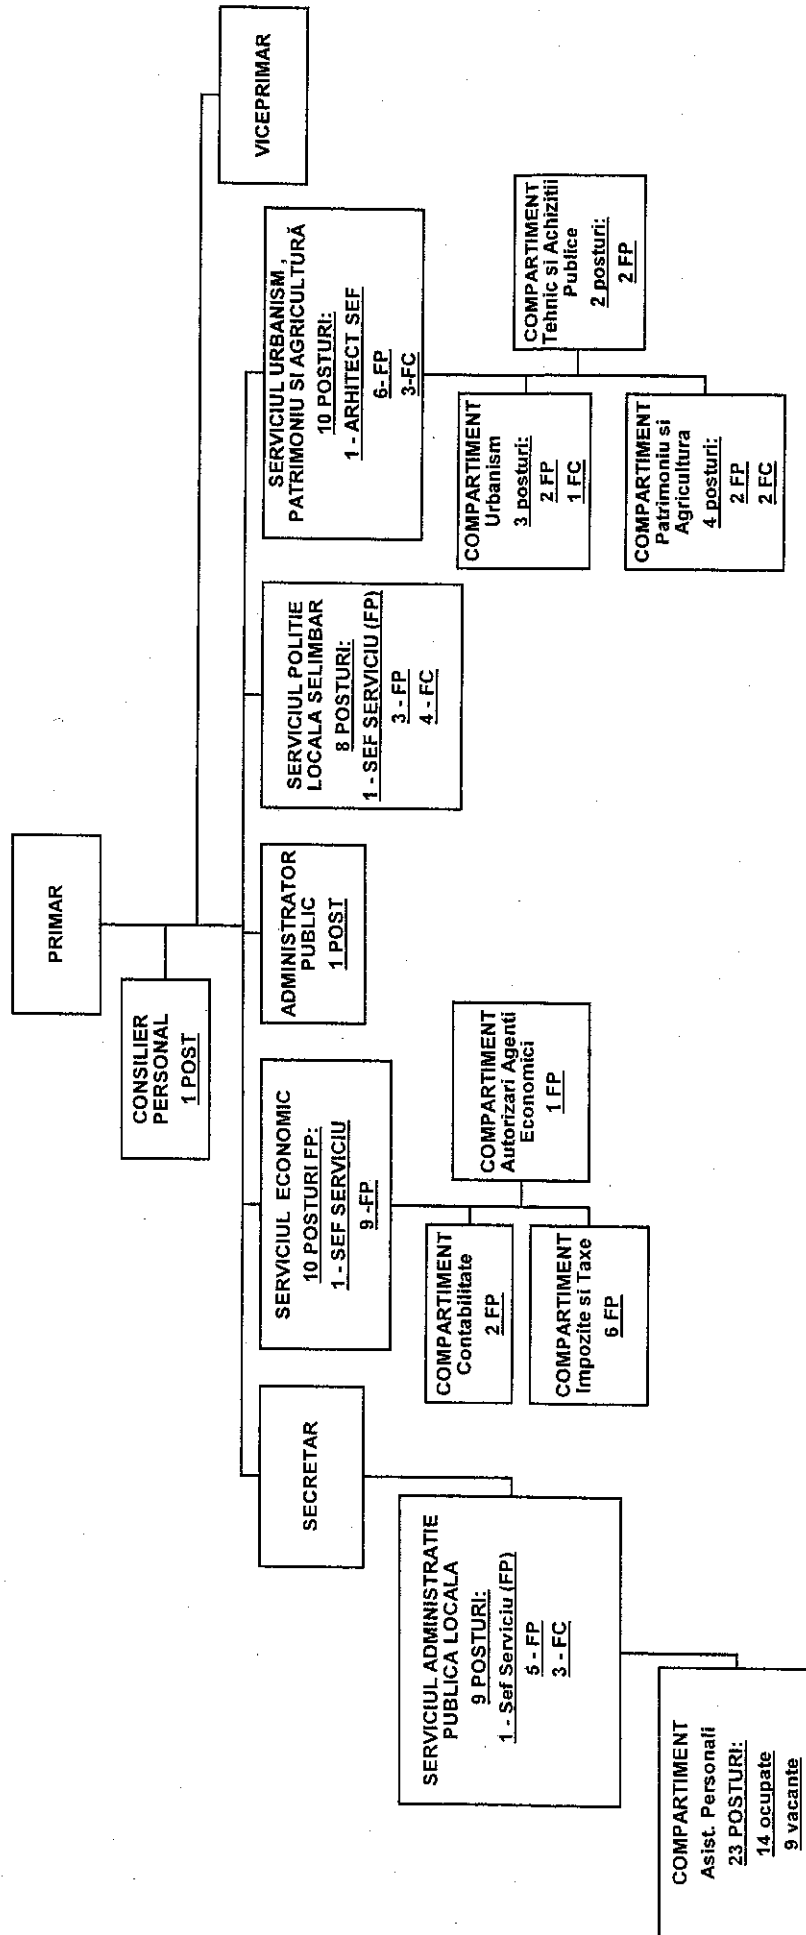 PRIMAR
CONSILIER
PERSONAL
1 POST
VICEPRIMAR
SECRETAR
SERVICIUL ECONOMIC
10 POSTURI FP:
1 - SEF SERVICIU
9 -FP
ADMINISTRATOR
PUBLIC
1 POST
SERVICIUL POLITIE
LOCALA SELIMBAR
8 POSTURI:
1 - SEF SERVICIU (FP)
3 - FP
4 - FC
SERVICIUL URBANISM ,
PATRIMONIU SI AGRICULTURĂ
10 POSTURI:
1 - ARHITECT SEF
6- FP
3-FC
SERVICIUL ADMINISTRATIE
PUBLICA LOCALA
9 POSTURI:
1 - Sef Serviciu (FP)
5 - FP
3 - FC
COMPARTIMENT
Asist. Personali
23 POSTURI:
14 ocupate
9 vacante
COMPARTIMENT
Contabilitate
2 FP
COMPARTIMENT
Autorizari Agenti
Economici
1 FP
COMPARTIMENT
Impozite si Taxe
6 FP
COMPARTIMENT
Urbanism
3 posturi:
2 FP
1 FC
COMPARTIMENT
Tehnic si Achizitii
Publice
2 posturi:
2 FP
COMPARTIMENT
Patrimoniu si
Agricultura
4 posturi:
2 FP
2 FC